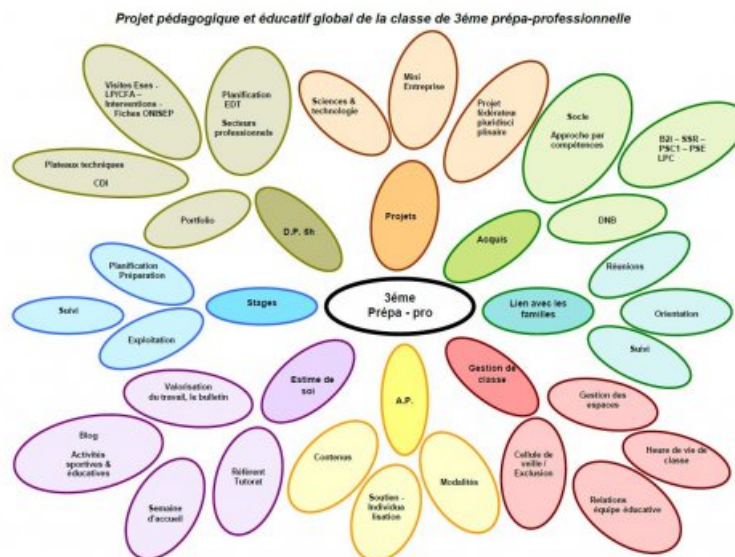 Projet pédagogique et éducatif global de la classe de 3éme prépa-professionnelle
Visites Eses -
LP/CFA –
Interventions -
Fiches ONISEP
Planification
EDT
Secteurs
professionnels
Plateaux techniques
CDI
Portfolio
D.P. 6h
Sciences &
technologie
Mini
Entreprise
Projet
fédérateur
pluridisci
plinaire
Projets
Socle
Approche par
compétences
B2I – SSR –
PSC1 – PSE
LPC
DNB
Acquis
Planification
Préparation
Suivi
Exploitation
Stages
3éme
Prépa - pro
Lien avec les
familles
Réunions
Orientation
Suivi
Valorisation
du travail, le bulletin
Estime de
soi
Blog
Activités
sportives &
éducatives
Semaine
d'accueil
Référent
Tutorat
A.P.
Contenus
Soutien -
Individua
lisation
Modalités
Gestion de
classe
Gestion des
espaces
Cellule de
veille /
Exclusion
Heure de vie de
classe
Relations
équipe éducative